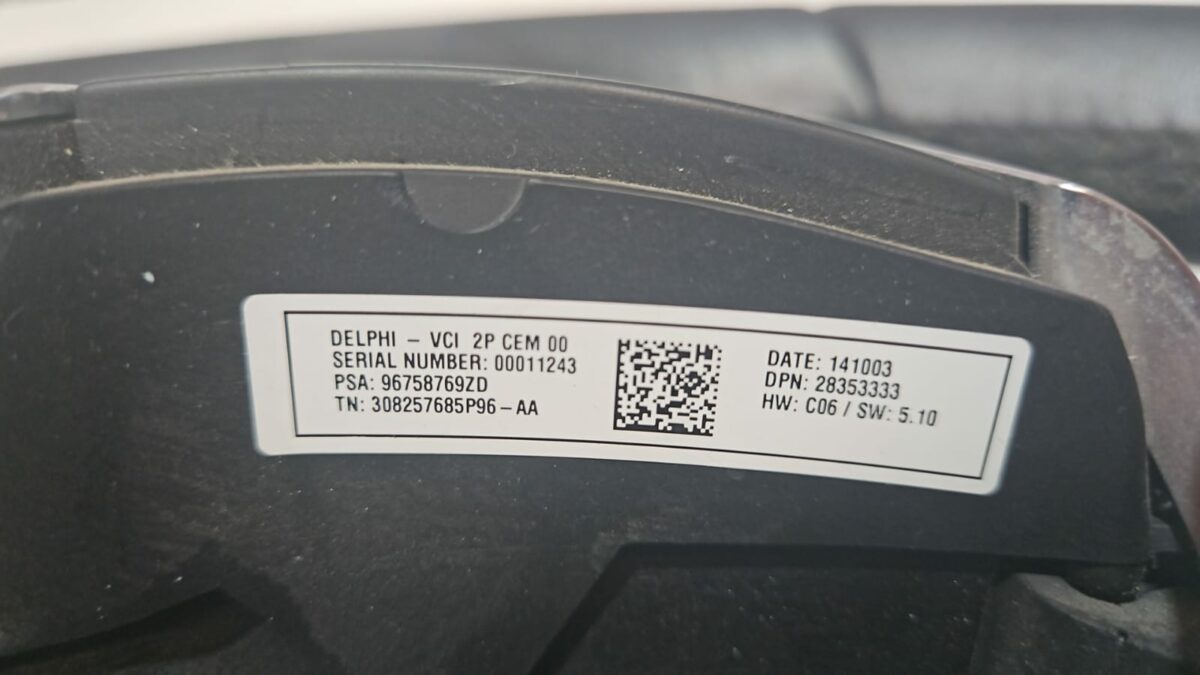 DELPHI – VCI 2P CEM 00
SERIAL NUMBER: 00011243
PSA: 96758769ZD
TN: 308257685P96–AA
DATE: 141003
DPN: 28353333
HW: C06 / SW: 5.10